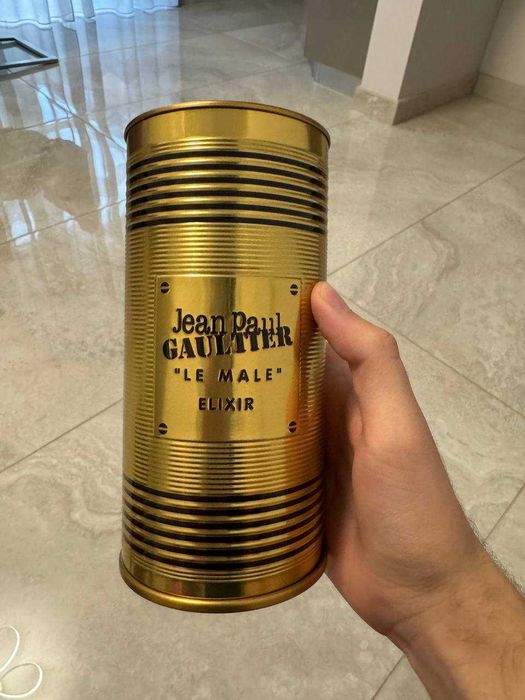 Jean Paul
GAULTIER
"LE MALE"
ELIXIR